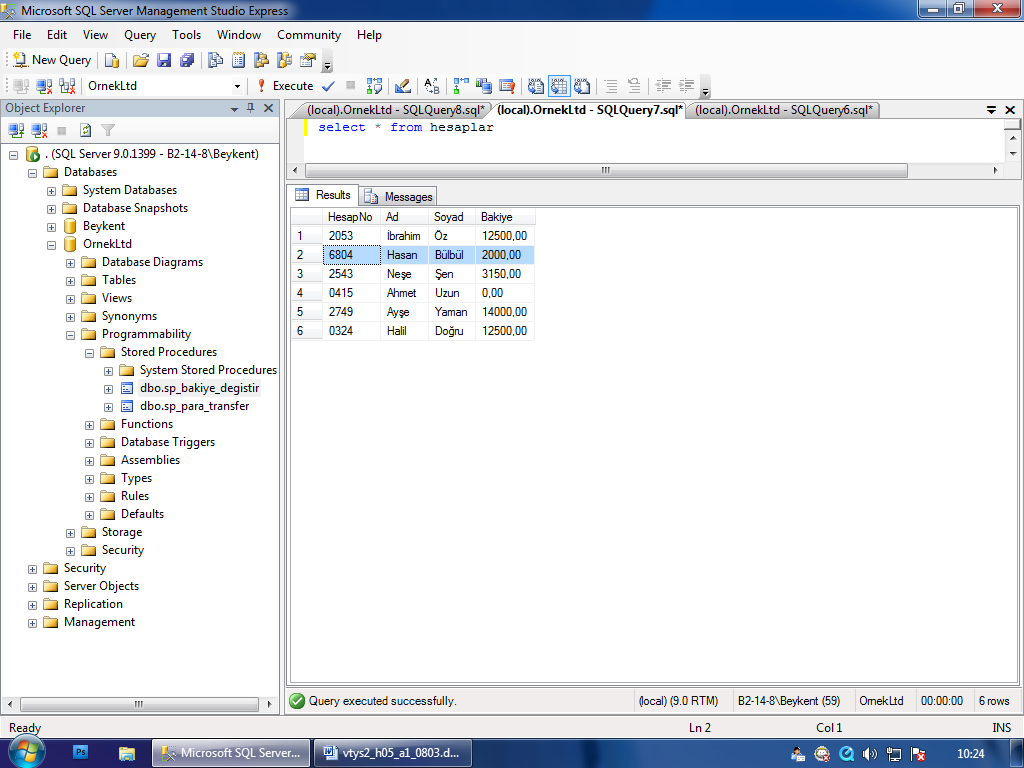 Microsoft SQL Server Management Studio Express
File Edit View Query Tools Window Community Help
New Query
OrnekLtd Execute
Object Explorer
. (SQL Server 9.0.1399 - B2-14-8\Beykent)
Databases
System Databases
Database Snapshots
Beykent
OrnekLtd
Database Diagrams
Tables
Views
Synonyms
Programmability
Stored Procedures
System Stored Procedures
dbo.sp_bakiye_degistir
dbo.sp_para_transfer
Functions
Database Triggers
Assemblies
Types
Rules
Defaults
Storage
Security
Security
Server Objects
Replication
Management
(local).OrnekLtd - SQLQuery8.sql* (local).OrnekLtd - SQLQuery7.sql* (local).OrnekLtd - SQLQuery6.sql*
select * from hesaplar
Results Messages
HesapNo Ad Soyad Bakiye
1 2053 İbrahim Öz 12500,00
2 6804 Hasan Bülbül 2000,00
3 2543 Neşe Şen 3150,00
4 0415 Ahmet Uzun 0,00
5 2749 Ayşe Yaman 14000,00
6 0324 Halil Doğru 12500,00
Query executed successfully. (local) (9.0 RTM) B2-14-8\Beykent (59) OrnekLtd 00:00:00 6 rows
Ready Ln 2 Col 1 INS
Ps Microsoft SQL Server... vtys2_h05_a1_0803.d... 10:24